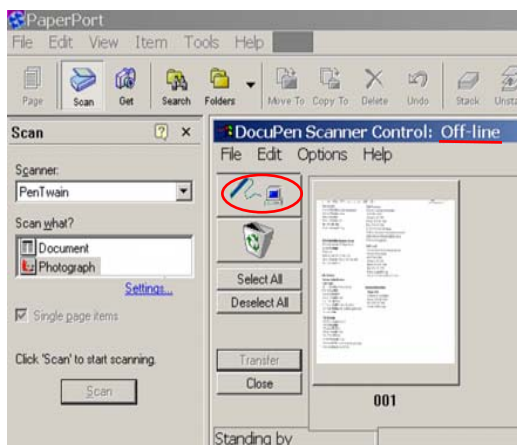 PaperPort
File Edit View Item Tools Help
Page Scan Get Search Folders Move To Copy To Delete Undo Stack Unsta
Scan
Scanner:
PenTwain
Scan what?
Document
Photograph
Settings...
Single page items
Click 'Scan' to start scanning.
Scan
DocuPen Scanner Control: Off-line
File Edit Options Help
Select All
Deselect All
Transfer
Close
001
Standing by